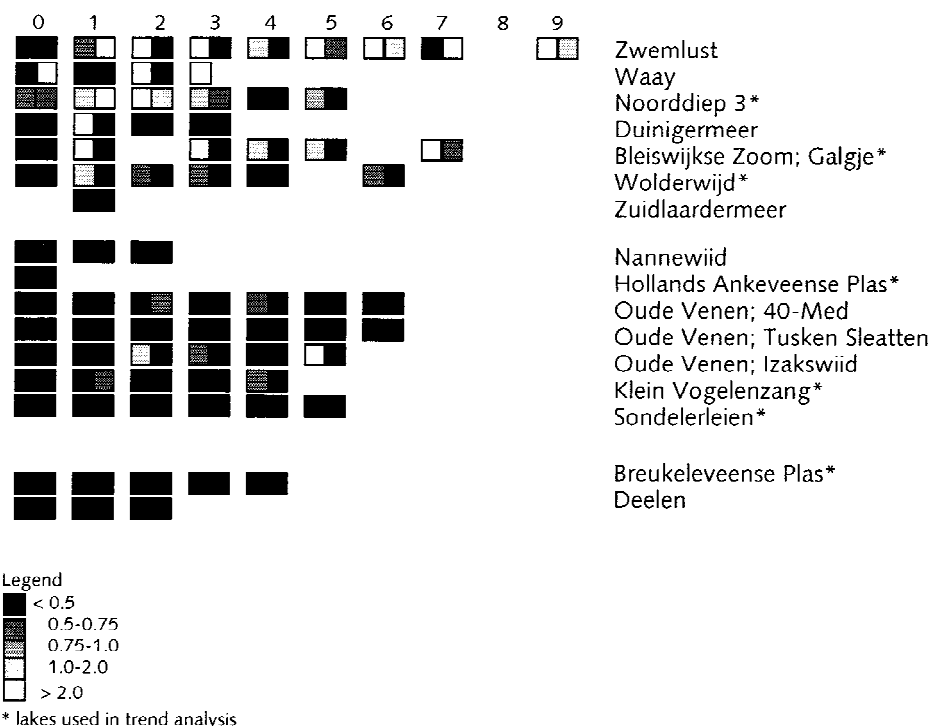 0 1 2 3 4 5 6 7 8 9
Zwemlust
Waay
Noorddiep 3*
Duinigermeer
Bleiswijkse Zoom; Galgje*
Wolderwijd*
Zuidlaardermeer
Nannewiid
Hollands Ankeveense Plas*
Oude Venen; 40-Med
Oude Venen; Tusken Sleatten
Oude Venen; Izakswiid
Klein Vogelenzang*
Sondelerleien*
Breukeleveense Plas*
Deelen
Legend
< 0.5
0.5-0.75
0.75-1.0
1.0-2.0
> 2.0
* lakes used in trend analysis